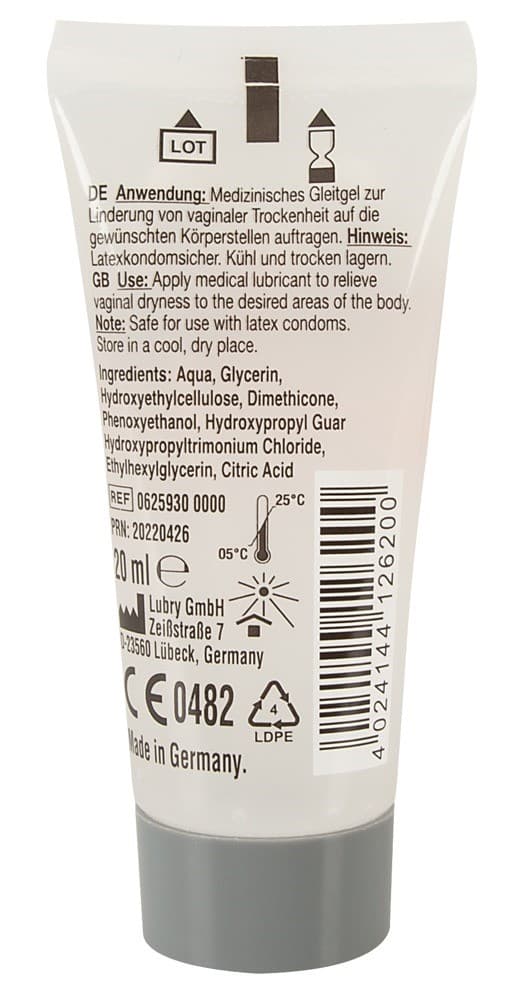 LOT
DE Anwendung: Medizinisches Gleitgel zur
Linderung von vaginaler Trockenheit auf die
gewünschten Körperstellen auftragen. Hinweis:
Latexkondomsicher. Kühl und trocken lagern.
GB Use: Apply medical lubricant to relieve
vaginal dryness to the desired areas of the body.
Note: Safe for use with latex condoms.
Store in a cool, dry place.
Ingredients: Aqua, Glycerin,
Hydroxyethylcellulose, Dimethicone,
Phenoxyethanol, Hydroxypropyl Guar
Hydroxypropyltrimonium Chloride,
Ethylhexylglycerin, Citric Acid
REF 0625930 0000
PRN: 20220426
25°C
05°C
20 ml e
Lubry GmbH
Zeißstraße 7
D-23560 Lübeck, Germany
CE 0482
4
LDPE
Made in Germany.
4 024144 126200